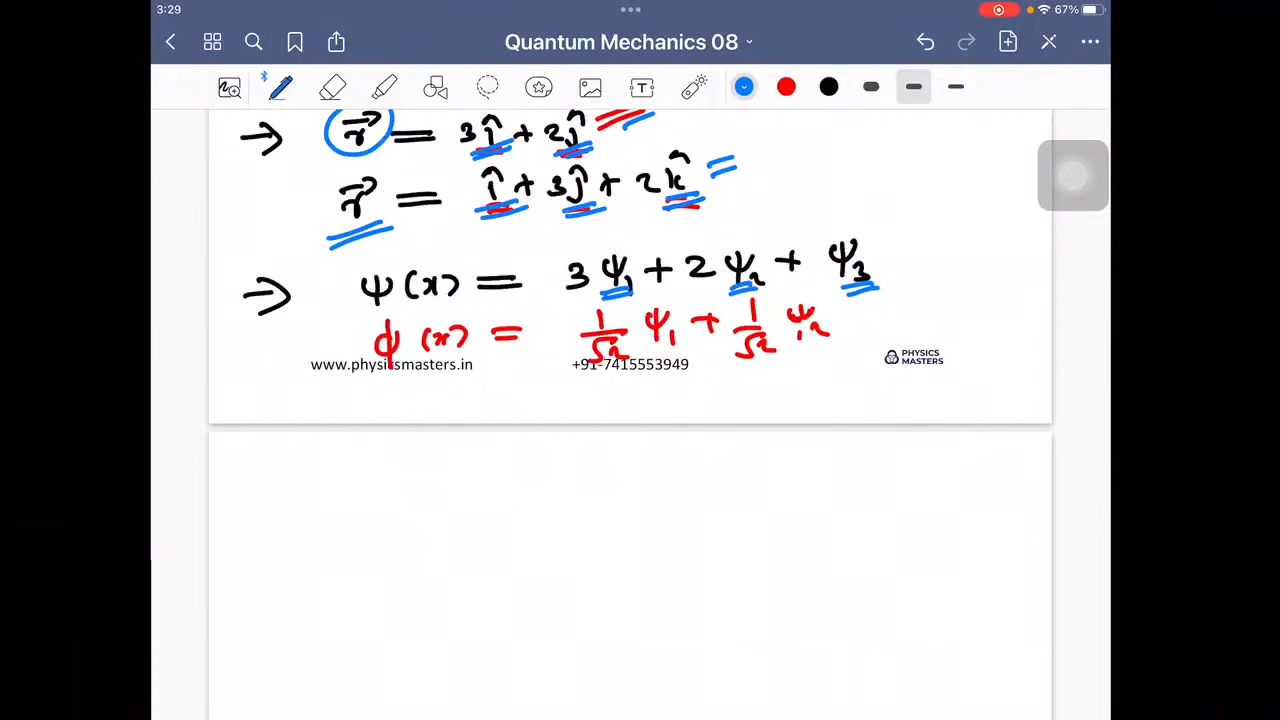 3:29
67%
Quantum Mechanics 08
→ r⃗ = 3î + 2ĵ
r⃗ = î + 3ĵ + 2k̂
→ ψ(x) = 3ψ₁ + 2ψ₂ + ψ₃
ϕ(x) = 1/√2 ψ₁ + 1/√2 ψ₂
www.physicsmasters.in +91-7415553949 PHYSICS MASTERS